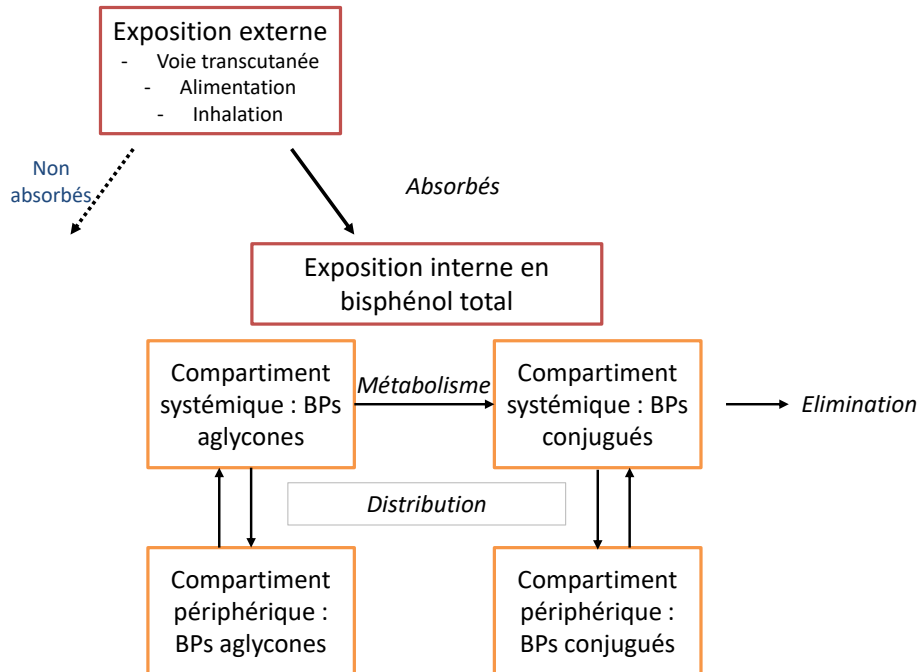 Exposition externe
- Voie transcutanée
- Alimentation
- Inhalation
Non
absorbés
Absorbés
Exposition interne en
bisphénol total
Compartiment
systémique : BPs
aglycones
Métabolisme
Compartiment
systémique : BPs
conjugués
Elimination
Distribution
Compartiment
périphérique :
BPs aglycones
Compartiment
périphérique :
BPs conjugués